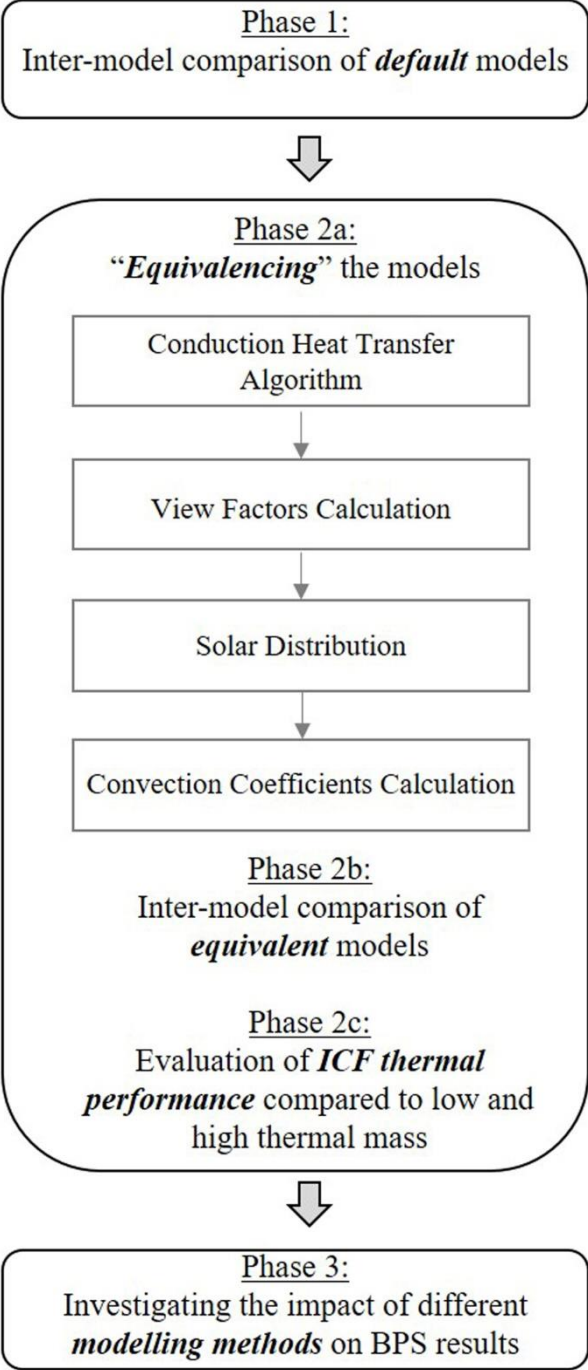 Phase 1:
Inter-model comparison of default models
Phase 2a:
“Equivalencing” the models
Conduction Heat Transfer
Algorithm
View Factors Calculation
Solar Distribution
Convection Coefficients Calculation
Phase 2b:
Inter-model comparison of
equivalent models
Phase 2c:
Evaluation of ICF thermal
performance compared to low and
high thermal mass
Phase 3:
Investigating the impact of different
modelling methods on BPS results